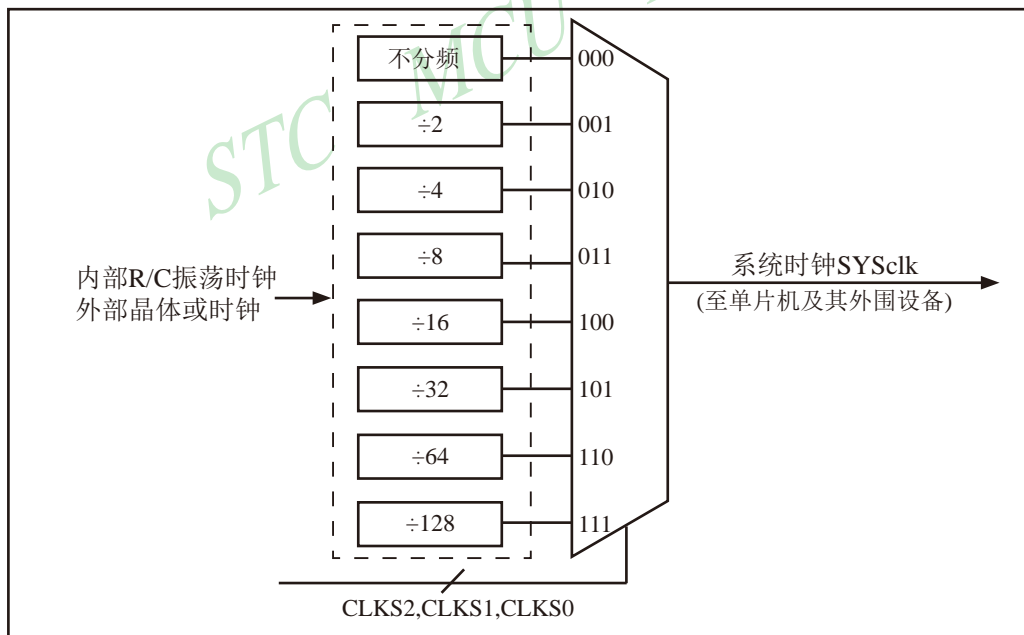 STC MCU
不分频
000
÷2
001
÷4
010
÷8
011
÷16
100
÷32
101
÷64
110
÷128
111
内部R/C振荡时钟
外部晶体或时钟
系统时钟SYSclk
(至单片机及其外围设备)
CLKS2,CLKS1,CLKS0